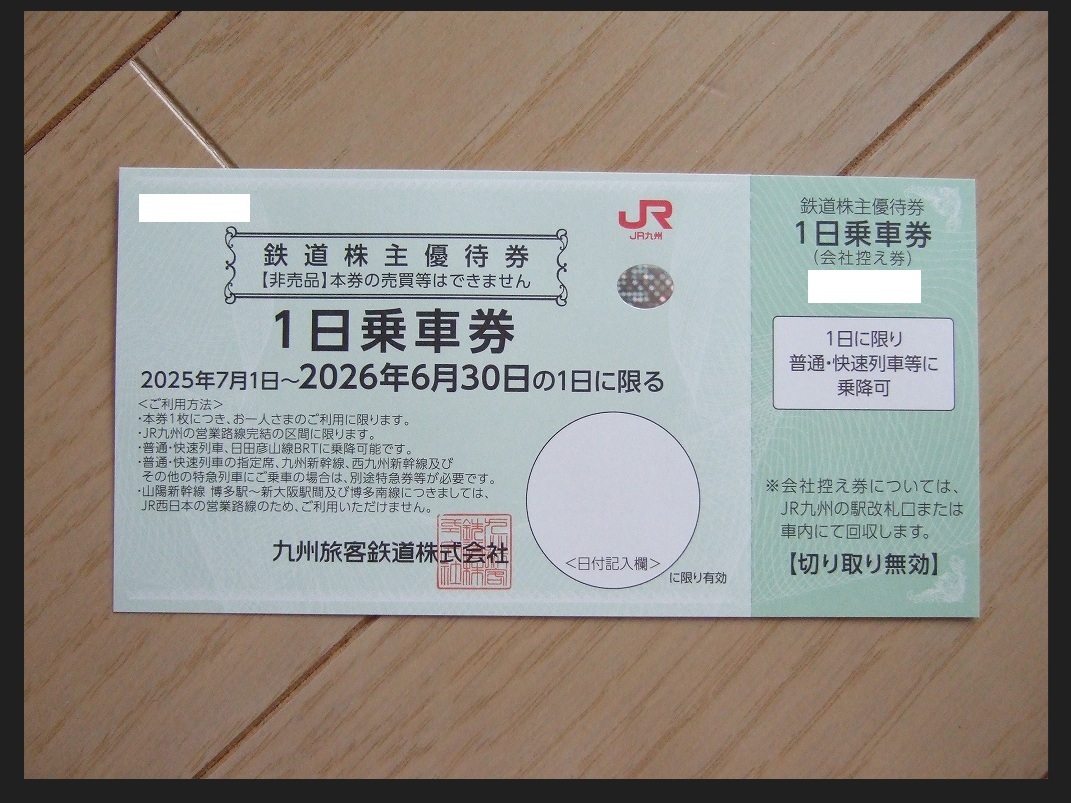 JR
JR九州
鉄道株主優待券
【非売品】本券の売買等はできません
1日乗車券
2025年7月1日～2026年6月30日の1日に限る
＜ご利用方法＞
・本券1枚につき、お一人さまのご利用に限ります。
・JR九州の営業路線完結の区間に限ります。
・普通・快速列車、日田彦山線BRTに乗降可能です。
・普通・快速列車の指定席、九州新幹線、西九州新幹線及び
その他の特急列車にご乗車の場合は、別途特急券等が必要です。
・山陽新幹線 博多駅～新大阪駅間及び博多南線につきましては、
JR西日本の営業路線のため、ご利用いただけません。
九州旅客鉄道株式会社
＜日付記入欄＞
に限り有効
鉄道株主優待券
1日乗車券
（会社控え券）
1日に限り
普通・快速列車等に
乗降可
※会社控え券については、
JR九州の駅改札口または
車内にて回収します。
【切り取り無効】